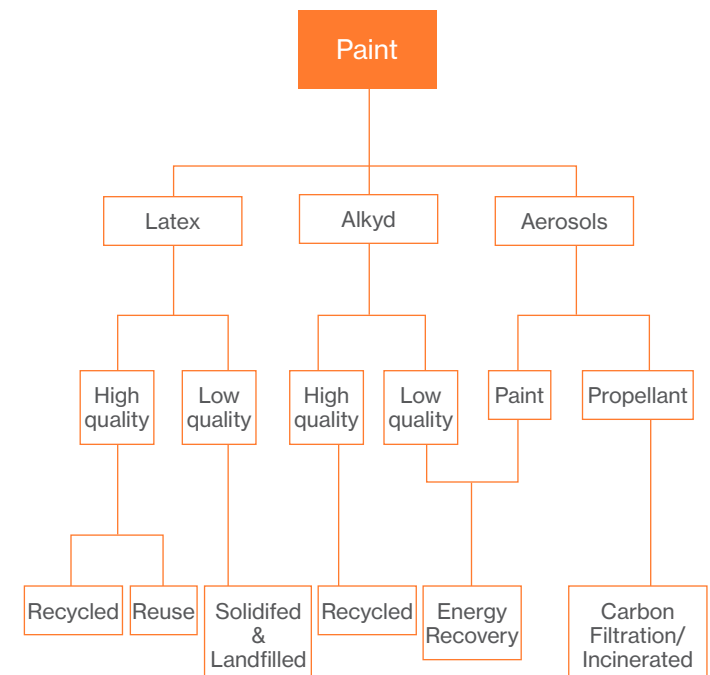 Paint
Latex
Alkyd
Aerosols
High
quality
Low
quality
High
quality
Low
quality
Paint
Propellant
Recycled
Reuse
Solidifed
&
Landfilled
Recycled
Energy
Recovery
Carbon
Filtration/
Incinerated